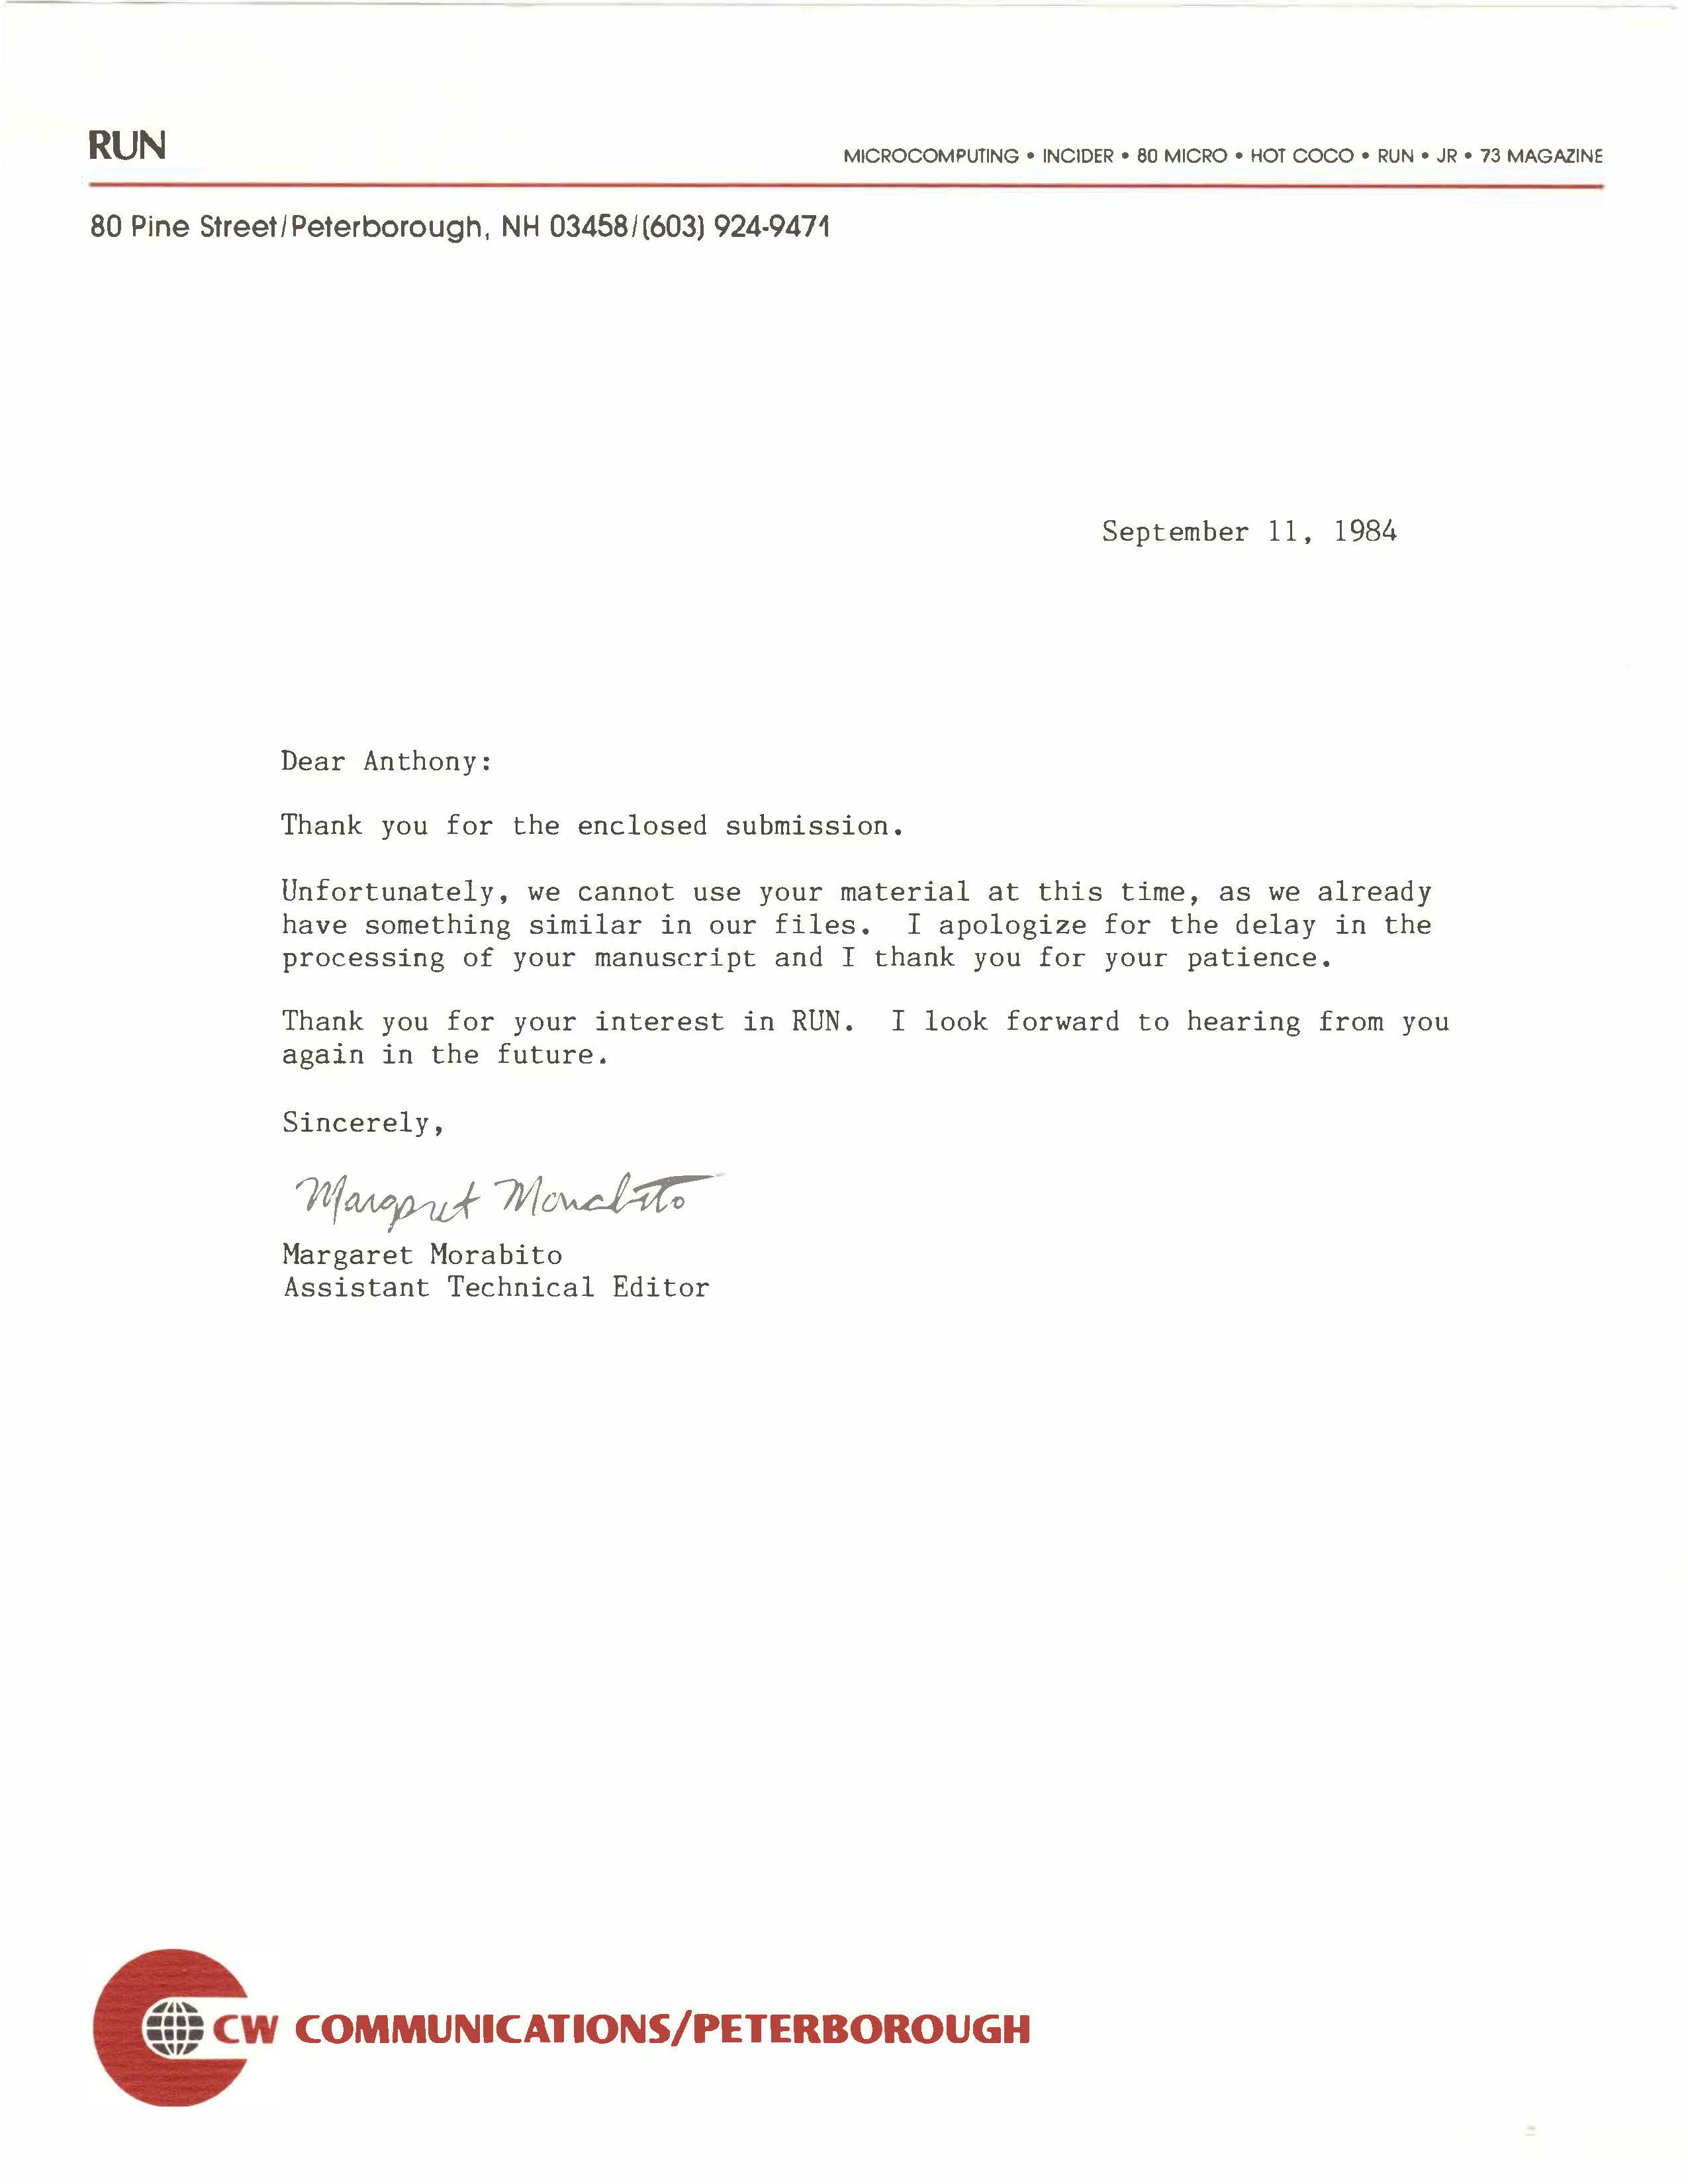 RUN
MICROCOMPUTING • INCIDER • 80 MICRO • HOT COCO • RUN • JR • 73 MAGAZINE
80 Pine Street/Peterborough, NH 03458/(603) 924-9471
September 11, 1984
Dear Anthony:
Thank you for the enclosed submission.
Unfortunately, we cannot use your material at this time, as we already
have something similar in our files.  I apologize for the delay in the
processing of your manuscript and I thank you for your patience.
Thank you for your interest in RUN.  I look forward to hearing from you
again in the future.
Sincerely,
Margaret Morabito
Margaret Morabito
Assistant Technical Editor
CW COMMUNICATIONS/PETERBOROUGH